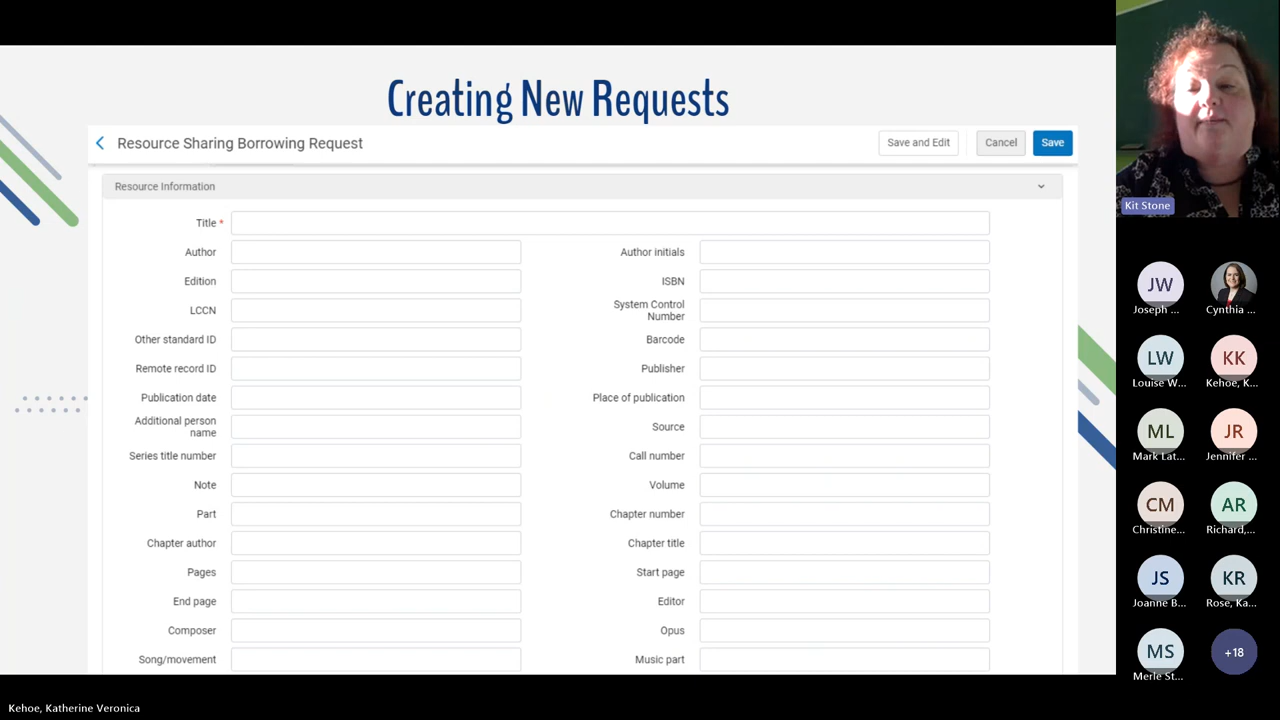 Creating New Requests
Resource Sharing Borrowing Request
Save and Edit
Cancel
Save
Resource Information
Title *
Author
Author initials
Edition
ISBN
LCCN
System Control
Number
Other standard ID
Barcode
Remote record ID
Publisher
Publication date
Place of publication
Additional person
name
Source
Series title number
Call number
Note
Volume
Part
Chapter number
Chapter author
Chapter title
Pages
Start page
End page
Editor
Composer
Opus
Song/movement
Music part
Kit Stone
JW
Joseph ...
Cynthia ...
LW
Louise W...
KK
Kehoe, K...
ML
Mark Lat...
JR
Jennifer ...
CM
Christine...
AR
Richard,...
JS
Joanne B...
KR
Rose, Ka...
MS
Merle St...
+18
Kehoe, Katherine Veronica